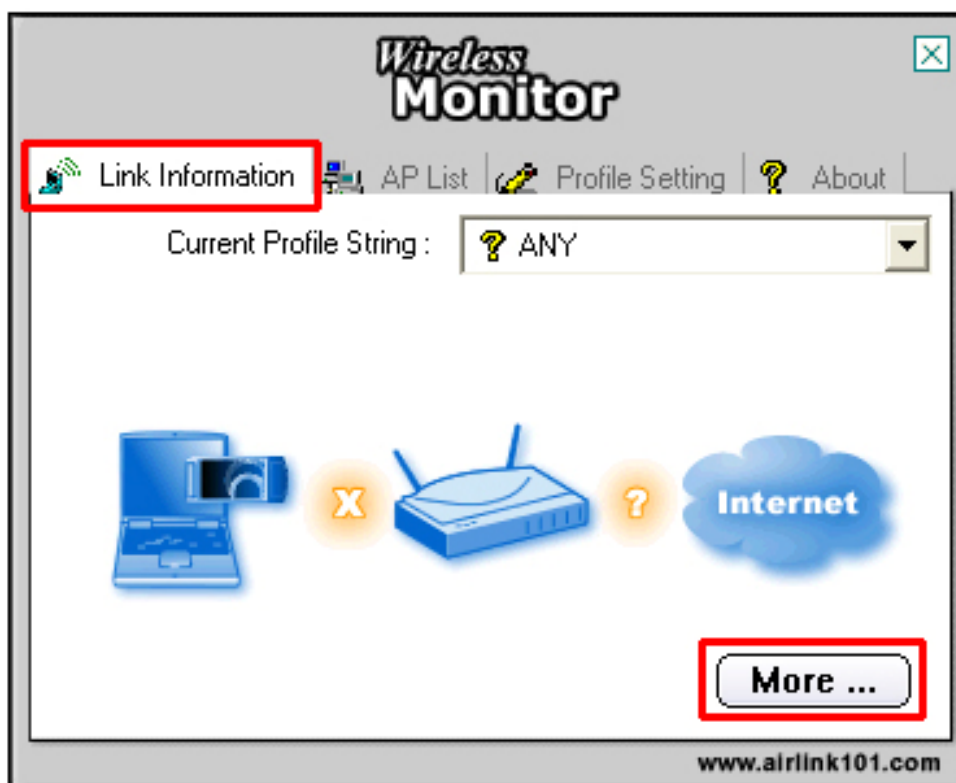 Wireless
Monitor
Link Information
AP List
Profile Setting
? About
Current Profile String :
? ANY
X
?
Internet
More ...
www.airlink101.com